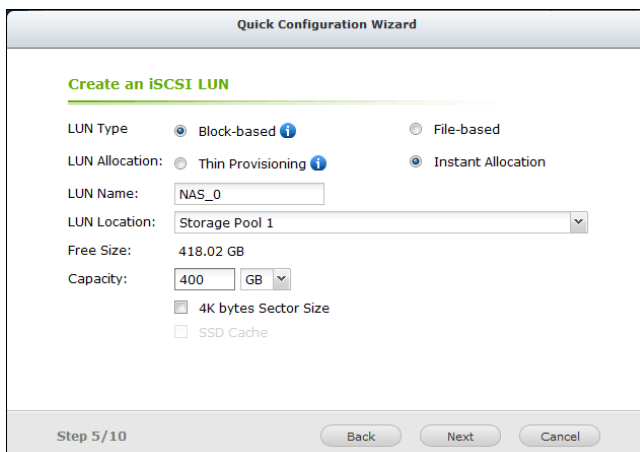 Quick Configuration Wizard
Create an iSCSI LUN
LUN Type Block-based File-based
LUN Allocation: Thin Provisioning Instant Allocation
LUN Name: NAS_0
LUN Location: Storage Pool 1
Free Size: 418.02 GB
Capacity: 400 GB
4K bytes Sector Size
SSD Cache
Step 5/10 Back Next Cancel